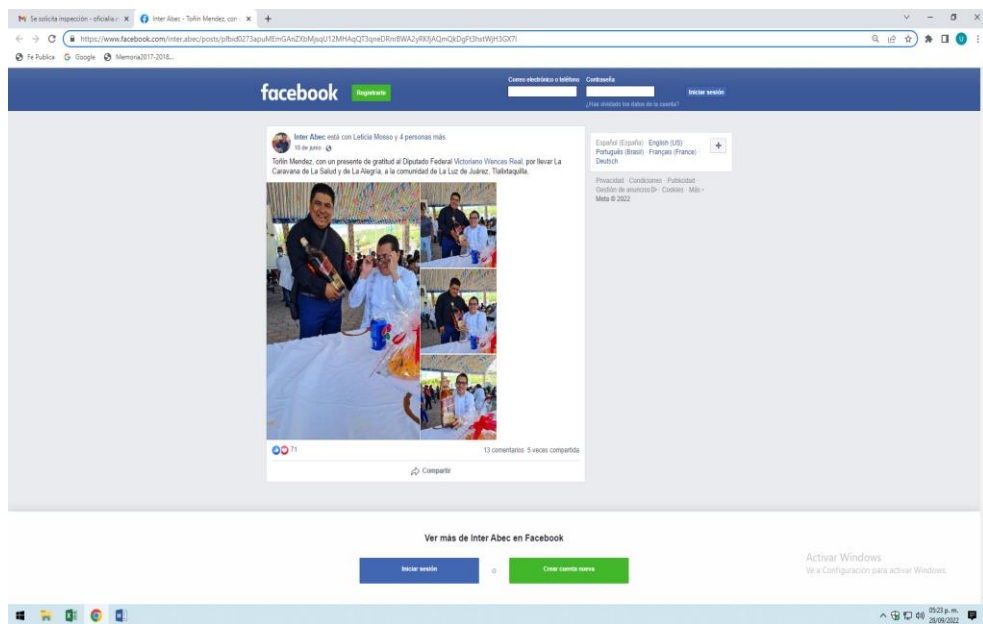 Se solicita inspección - oficialia.r
Inter Abec - Toñin Mendez, con
https://www.facebook.com/inter.abec/posts/
Fe Publica
Google
Memoria2017-2018...
facebook
Registrarte
Correo electrónico o teléfono
Contraseña
Iniciar sesión
¿Has olvidado los datos de la cuenta?
Inter Abec está con Leticia Mosso y 4 personas más.
10 de junio
Toñin Mendez, con un presente de gratitud al Diputado Federal Victoriano Wences Real, por llevar La
Caravana de La Salud y de La Alegría, a la comunidad de La Luz de Juárez, Tlalixtaquilla.
71
13 comentarios 5 veces compartida
Compartir
Español (España) · English (US) ·
Português (Brasil) · Français (France) ·
Deutsch
Privacidad · Condiciones · Publicidad ·
Gestión de anuncios · Cookies · Más
Meta © 2022
Ver más de Inter Abec en Facebook
Iniciar sesión
o
Crear cuenta nueva
Activar Windows
Ve a Configuración para activar Windows.
05:23 p. m.
28/09/2022